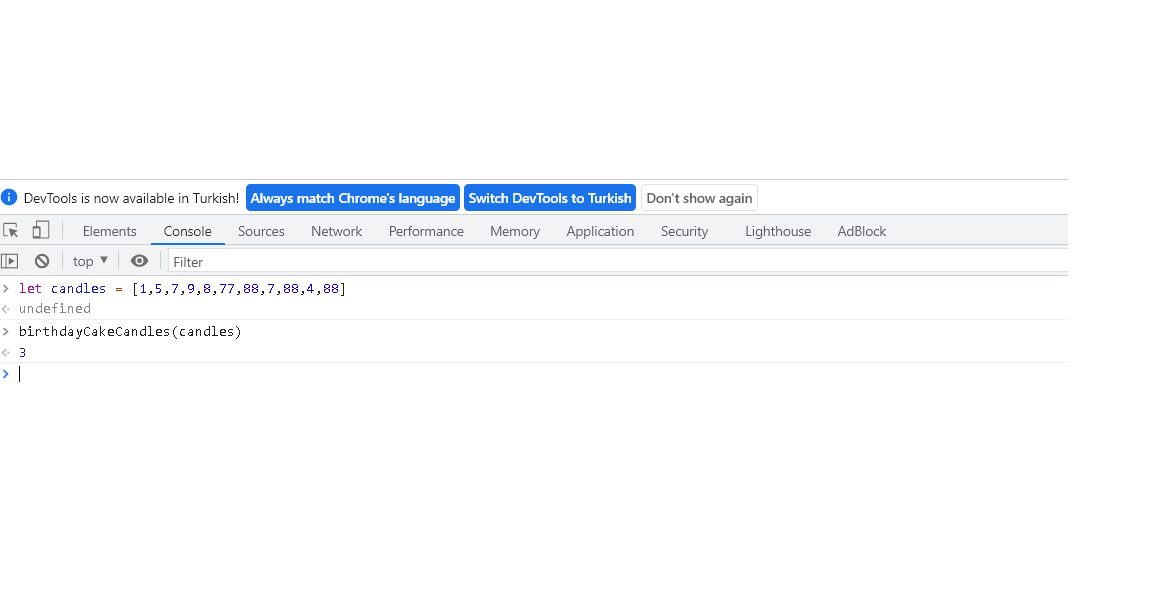 DevTools is now available in Turkish! Always match Chrome's language Switch DevTools to Turkish Don't show again
Elements Console Sources Network Performance Memory Application Security Lighthouse AdBlock
top Filter
let candles = [1,5,7,9,8,77,88,7,88,4,88]
undefined
birthdayCakeCandles(candles)
3